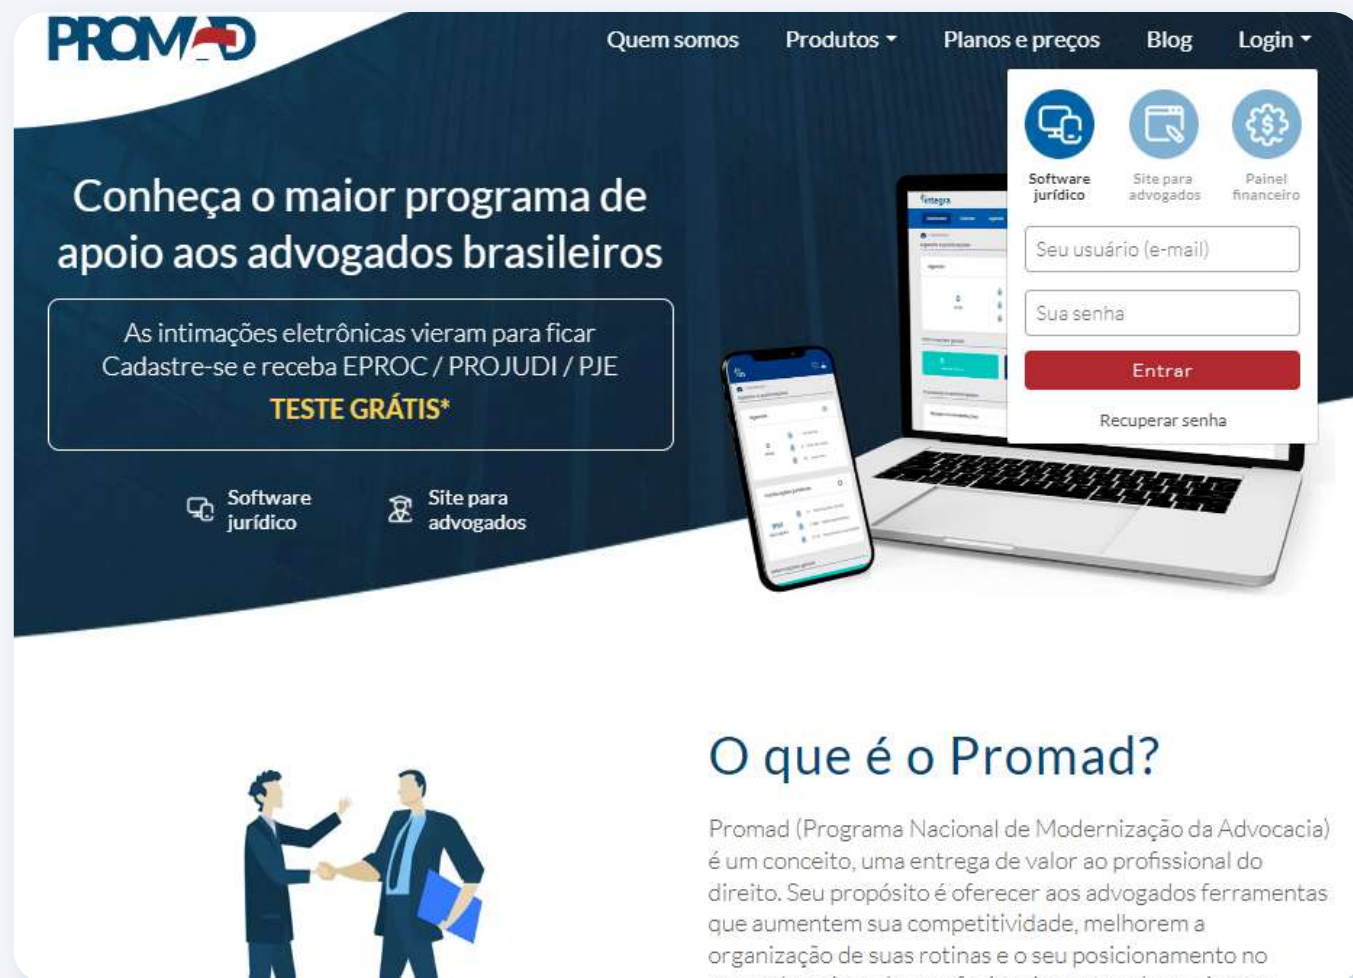 PROMAD
Quem somos
Produtos
Planos e preços
Blog
Login
Software
jurídico
Site para
advogados
Painel
financeiro
Seu usuário (e-mail)
Sua senha
Entrar
Recuperar senha
Conheça o maior programa de
apoio aos advogados brasileiros
As intimações eletrônicas vieram para ficar
Cadastre-se e receba EPROC / PROJUDI / PJE
TESTE GRÁTIS*
Software
jurídico
Site para
advogados
integra
O que é o Promad?
Promad (Programa Nacional de Modernização da Advocacia)
é um conceito, uma entrega de valor ao profissional do
direito. Seu propósito é oferecer aos advogados ferramentas
que aumentem sua competitividade, melhorem a
organização de suas rotinas e o seu posicionamento no